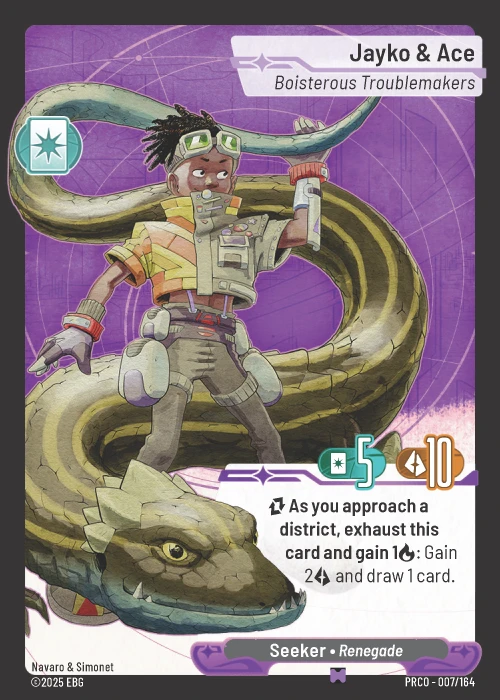 Jayko & Ace
Boisterous Troublemakers
5 10
As you approach a
district, exhaust this
card and gain 1: Gain
2 and draw 1 card.
Seeker • Renegade
Navaro & Simonet
©2025 EBG
PRCO - 007/164